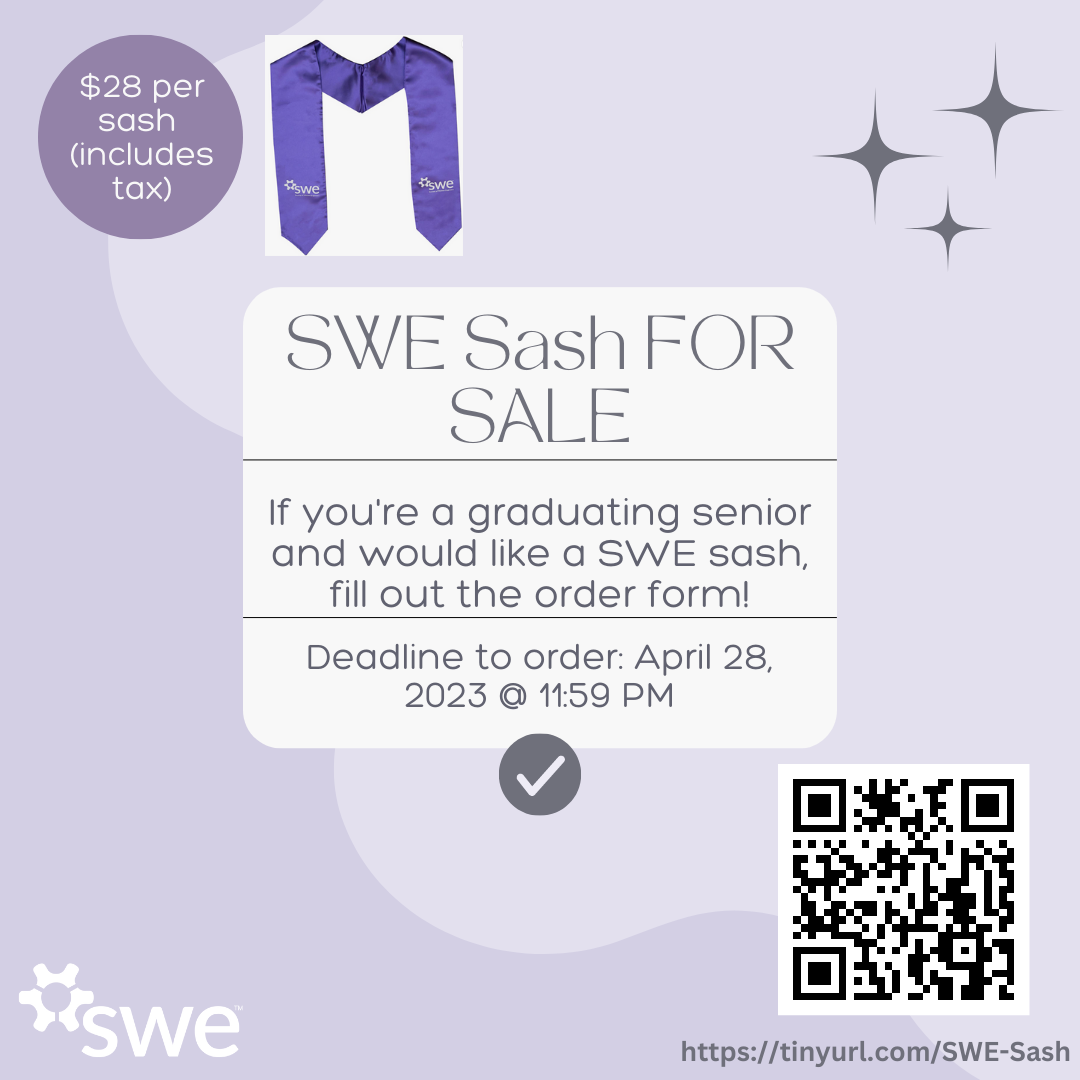 $28 per
sash
(includes
tax)
swe
swe
SWE Sash FOR
SALE
If you're a graduating senior
and would like a SWE sash,
fill out the order form!
Deadline to order: April 28,
2023 @ 11:59 PM
swe™
https://tinyurl.com/SWE-Sash